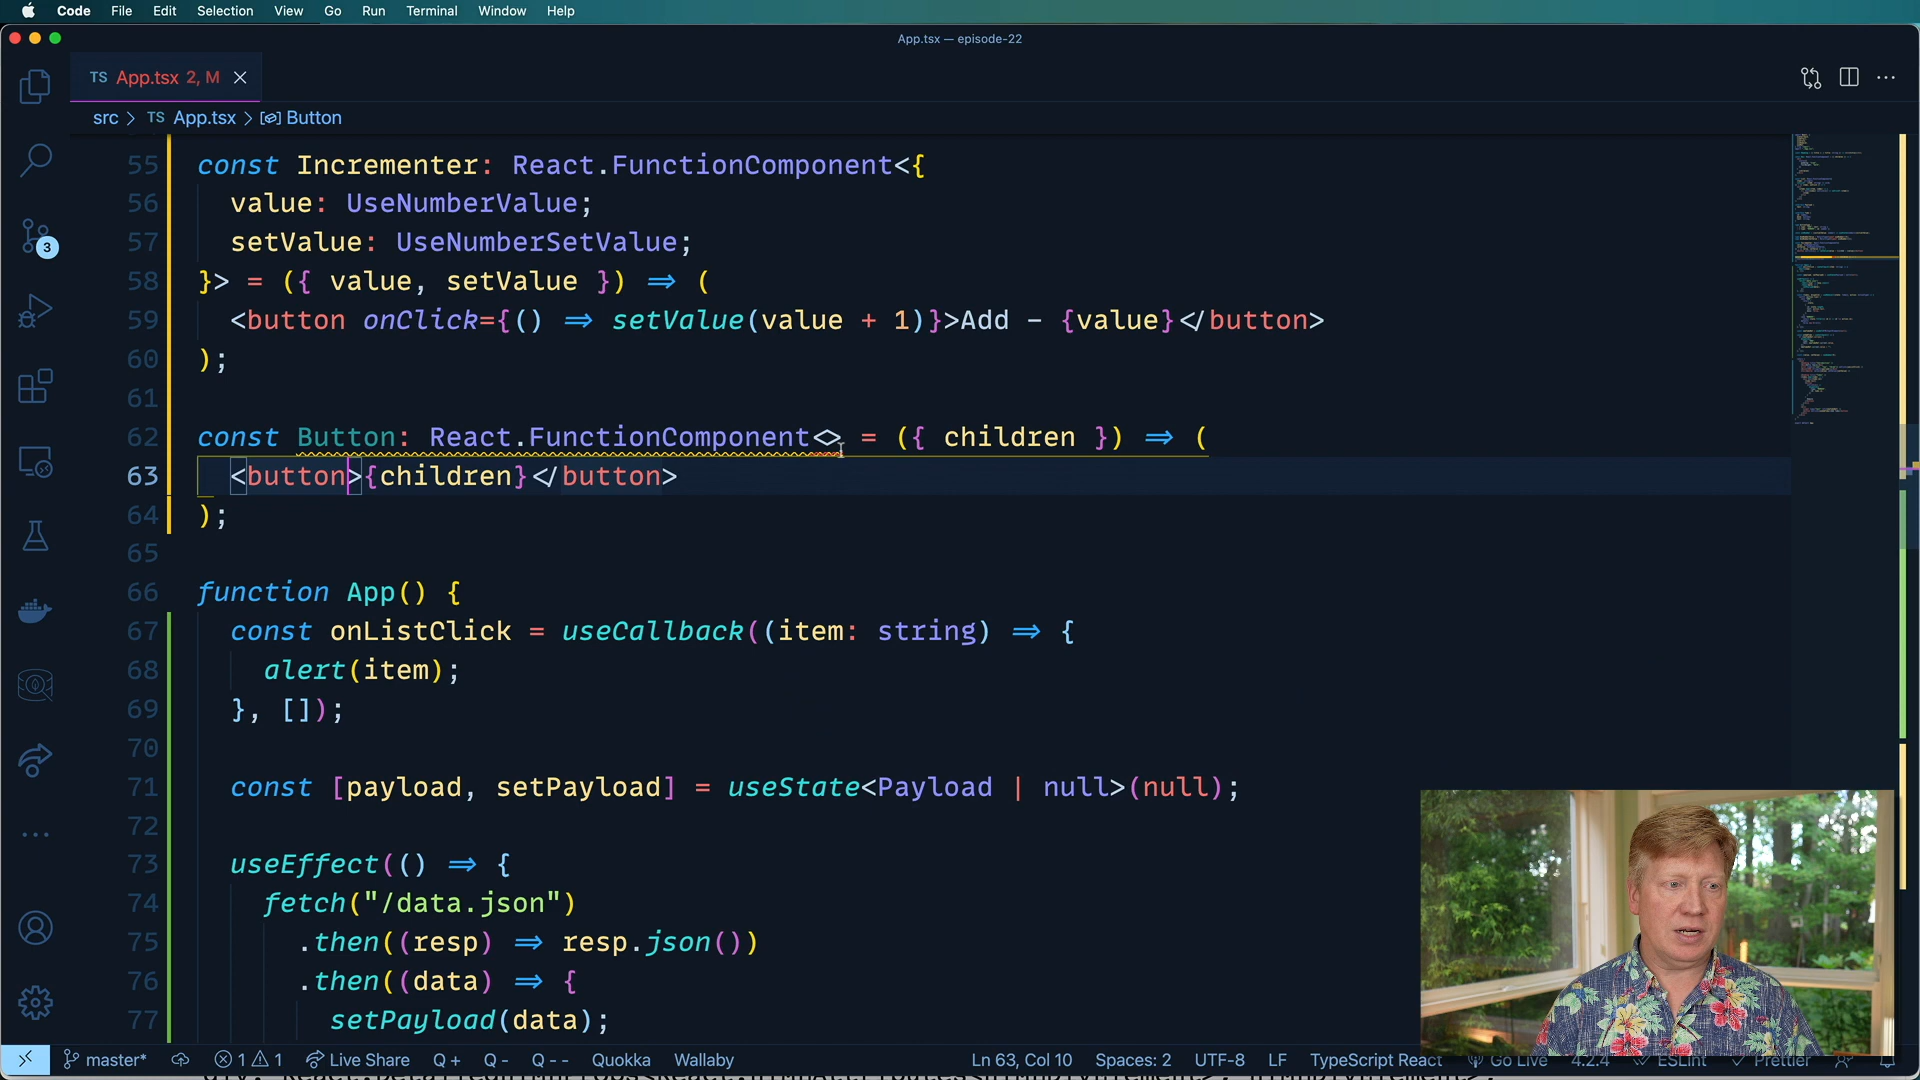 Code File Edit Selection View Go Run Terminal Window Help
App.tsx — episode-22
TS App.tsx 2, M
src > TS App.tsx > Button
55 const Incrementer: React.FunctionComponent<{
56 value: UseNumberValue;
57 setValue: UseNumberSetValue;
58 }> = ({ value, setValue }) => (
59 <button onClick={() => setValue(value + 1)}>Add - {value}</button>
60 );
61
62 const Button: React.FunctionComponent<> = ({ children }) => (
63 <button>{children}</button>
64 );
65
66 function App() {
67 const onListClick = useCallback((item: string) => {
68 alert(item);
69 }, []);
70
71 const [payload, setPayload] = useState<Payload | null>(null);
72
73 useEffect(() => {
74 fetch("/data.json")
75 .then((resp) => resp.json())
76 .then((data) => {
77 setPayload(data);
3
master* 1 1 Live Share Q + Q - Q - - Quokka Wallaby Ln 63, Col 10 Spaces: 2 UTF-8 LF TypeScript React Go Live 4.2.4 ESLint Prettier